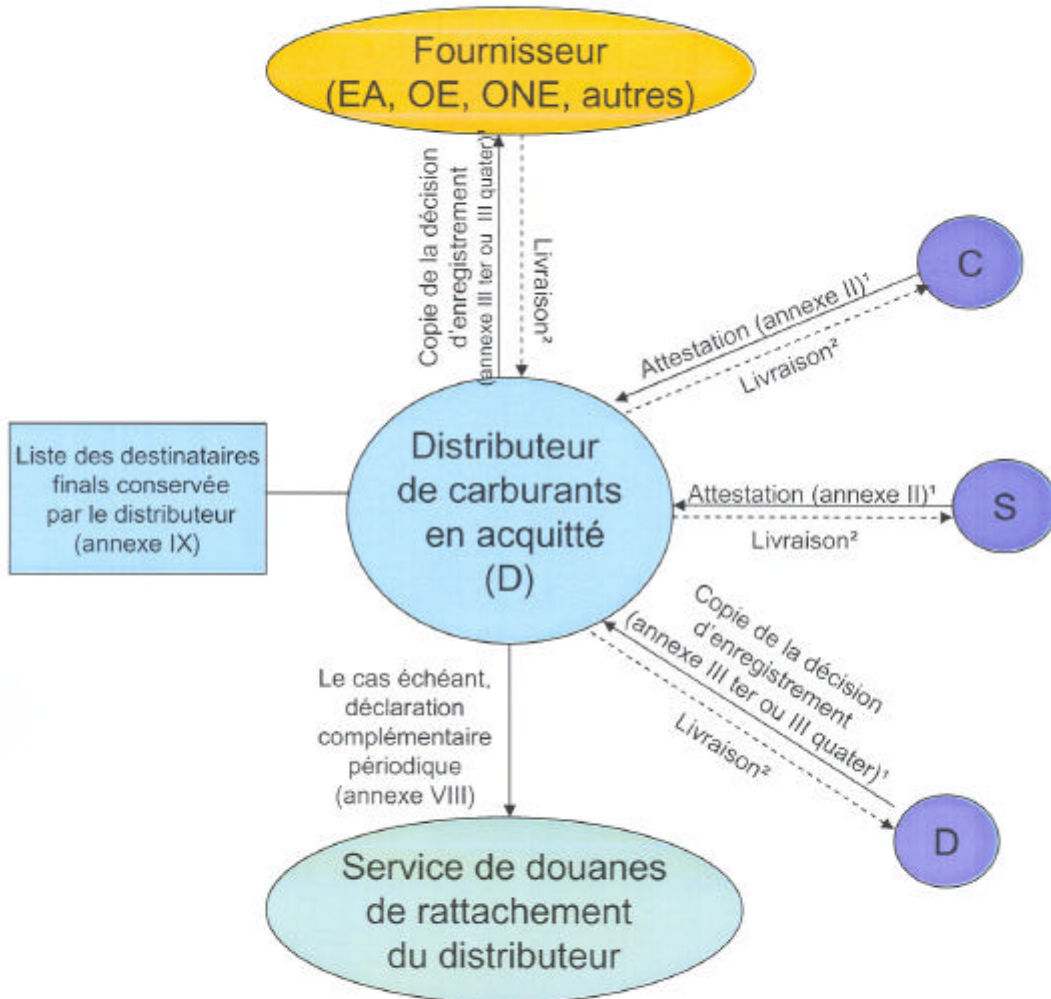 Fournisseur
(EA, OE, ONE, autres)
Copie de la décision
d'enregistrement
(annexe III ter ou III quater)¹
Livraison²
C
Attestation (annexe II)¹
Livraison²
Liste des destinataires
finals conservée
par le distributeur
(annexe IX)
Distributeur
de carburants
en acquitté
(D)
Attestation (annexe II)¹
Livraison²
S
Copie de la décision
d'enregistrement
(annexe III ter ou III quater)¹
Livraison²
D
Le cas échéant,
déclaration
complémentaire
périodique
(annexe VIII)
Service de douanes
de rattachement
du distributeur